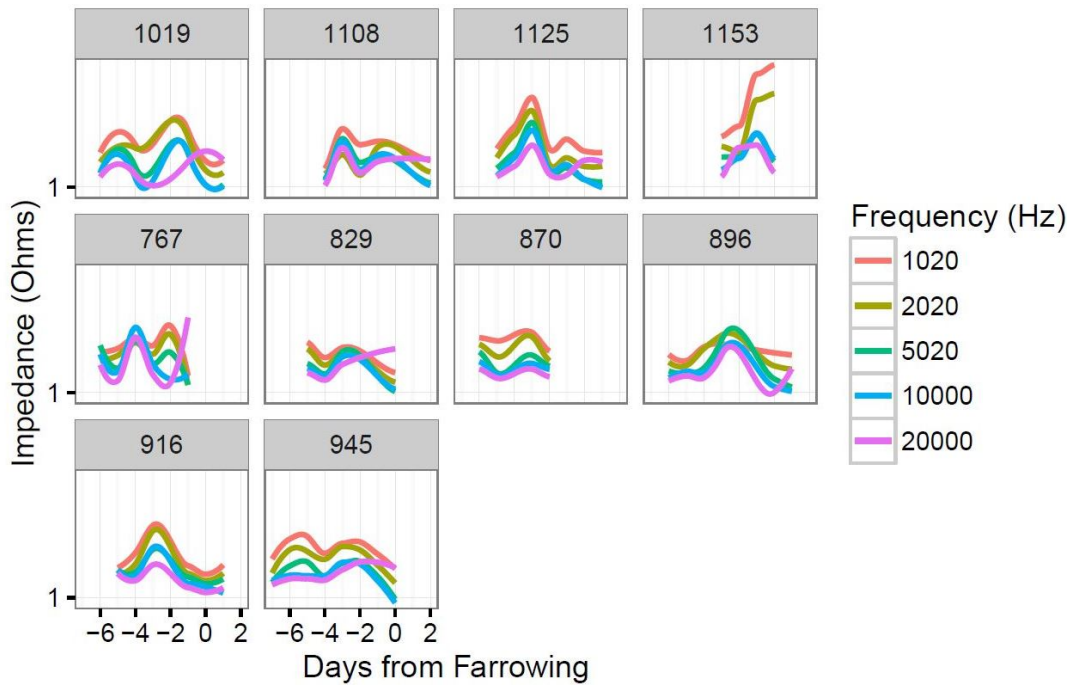 1019 1108 1125 1153
1
767 829 870 896
1
916 945
1
−6 −4 −2 0 2 −6 −4 −2 0 2
Days from Farrowing
Impedance (Ohms)
Frequency (Hz)
1020
2020
5020
10000
20000